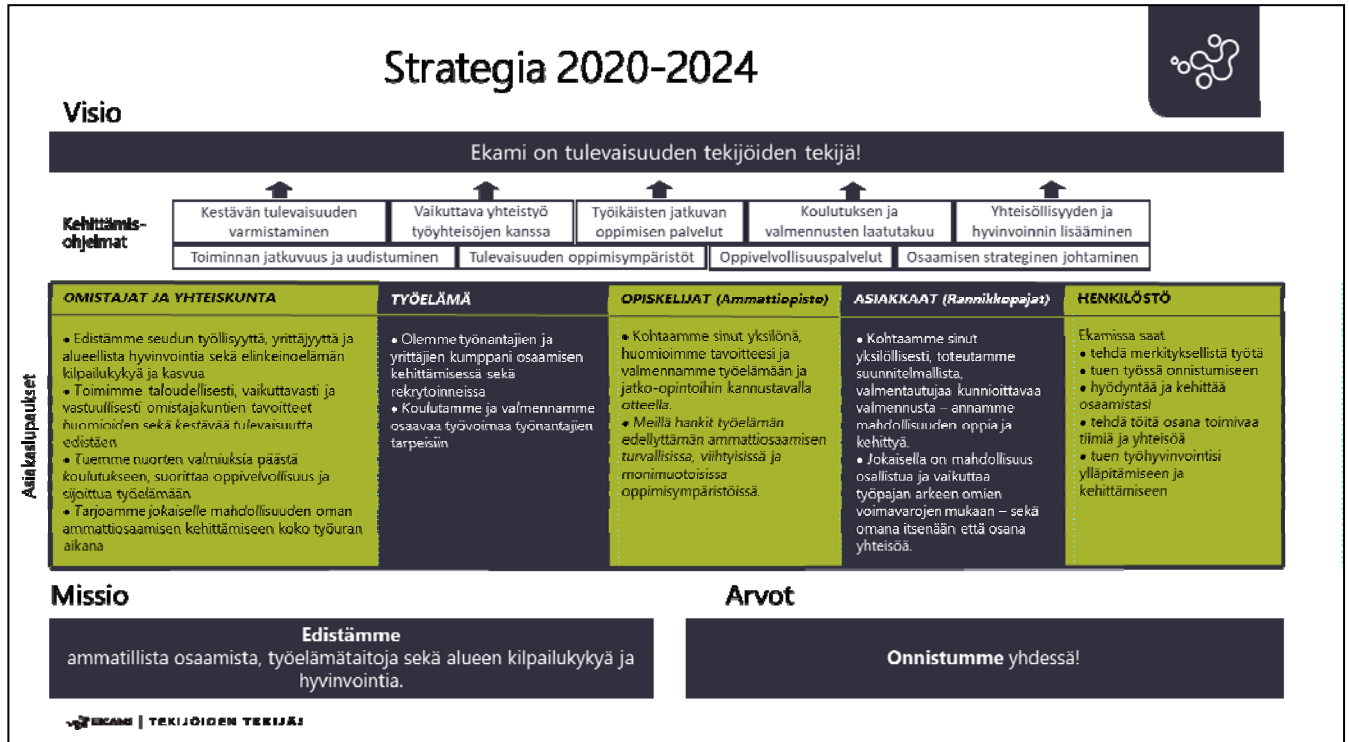 Strategia 2020-2024
Visio
Ekami on tulevaisuuden tekijöiden tekijä!
Kehittämis-
ohjelmat
Kestävän tulevaisuuden
varmistaminen
Vaikuttava yhteistyö
työyhteisöjen kanssa
Työikäisten jatkuvan
oppimisen palvelut
Koulutuksen ja
valmennusten laatutakuu
Yhteisöllisyyden ja
hyvinvoinnin lisääminen
Toiminnan jatkuvuus ja uudistuminen
Tulevaisuuden oppimisympäristöt
Oppivelvollisuuspalvelut
Osaamisen strateginen johtaminen
Asiakaslupaukset
OMISTAJAT JA YHTEISKUNTA
• Edistämme seudun työllisyyttä, yrittäjyyttä ja
alueellista hyvinvointia sekä elinkeinoelämän
kilpailukykyä ja kasvua
• Toimimme taloudellisesti, vaikuttavasti ja
vastuullisesti omistajakuntien tavoitteet
huomioiden sekä kestävää tulevaisuutta
edistäen
• Tuemme nuorten valmiuksia päästä
koulutukseen, suorittaa oppivelvollisuus ja
sijoittua työelämään
• Tarjoamme jokaiselle mahdollisuuden oman
ammattiosaamisen kehittämiseen koko työuran
aikana
TYÖELÄMÄ
• Olemme työnantajien ja
yrittäjien kumppani osaamisen
kehittämisessä sekä
rekrytoinneissa
• Koulutamme ja valmennamme
osaavaa työvoimaa työnantajien
tarpeisiin
OPISKELIJAT (Ammattiopisto)
• Kohtaamme sinut yksilönä,
huomioimme tavoitteesi ja
valmennamme työelämään ja
jatko-opintoihin kannustavalla
otteella.
• Meillä hankit työelämän
edellyttämän ammattiosaamisen
turvallisissa, viihtyisissä ja
monimuotoisissa
oppimisympäristöissä.
ASIAKKAAT (Rannikkopajat)
• Kohtaamme sinut
yksilöllisesti, toteutamme
suunnitelmallista,
valmentautujaa kunnioittavaa
valmennusta – annamme
mahdollisuuden oppia ja
kehittyä.
• Jokaisella on mahdollisuus
osallistua ja vaikuttaa
työpajan arkeen omien
voimavarojen mukaan – sekä
omana itsenään että osana
yhteisöä.
HENKILÖSTÖ
Ekamissa saat
• tehdä merkityksellistä työtä
• tuen työssä onnistumiseen
• hyödyntää ja kehittää
osaamistasi
• tehdä töitä osana toimivaa
tiimiä ja yhteisöä
• tuen työhyvinvointisi
ylläpitämiseen ja
kehittämiseen
Missio
Edistämme
ammatillista osaamista, työelämätaitoja sekä alueen kilpailukykyä ja
hyvinvointia.
Arvot
Onnistumme yhdessä!
EKAMI | TEKIJÖIDEN TEKIJÄ!